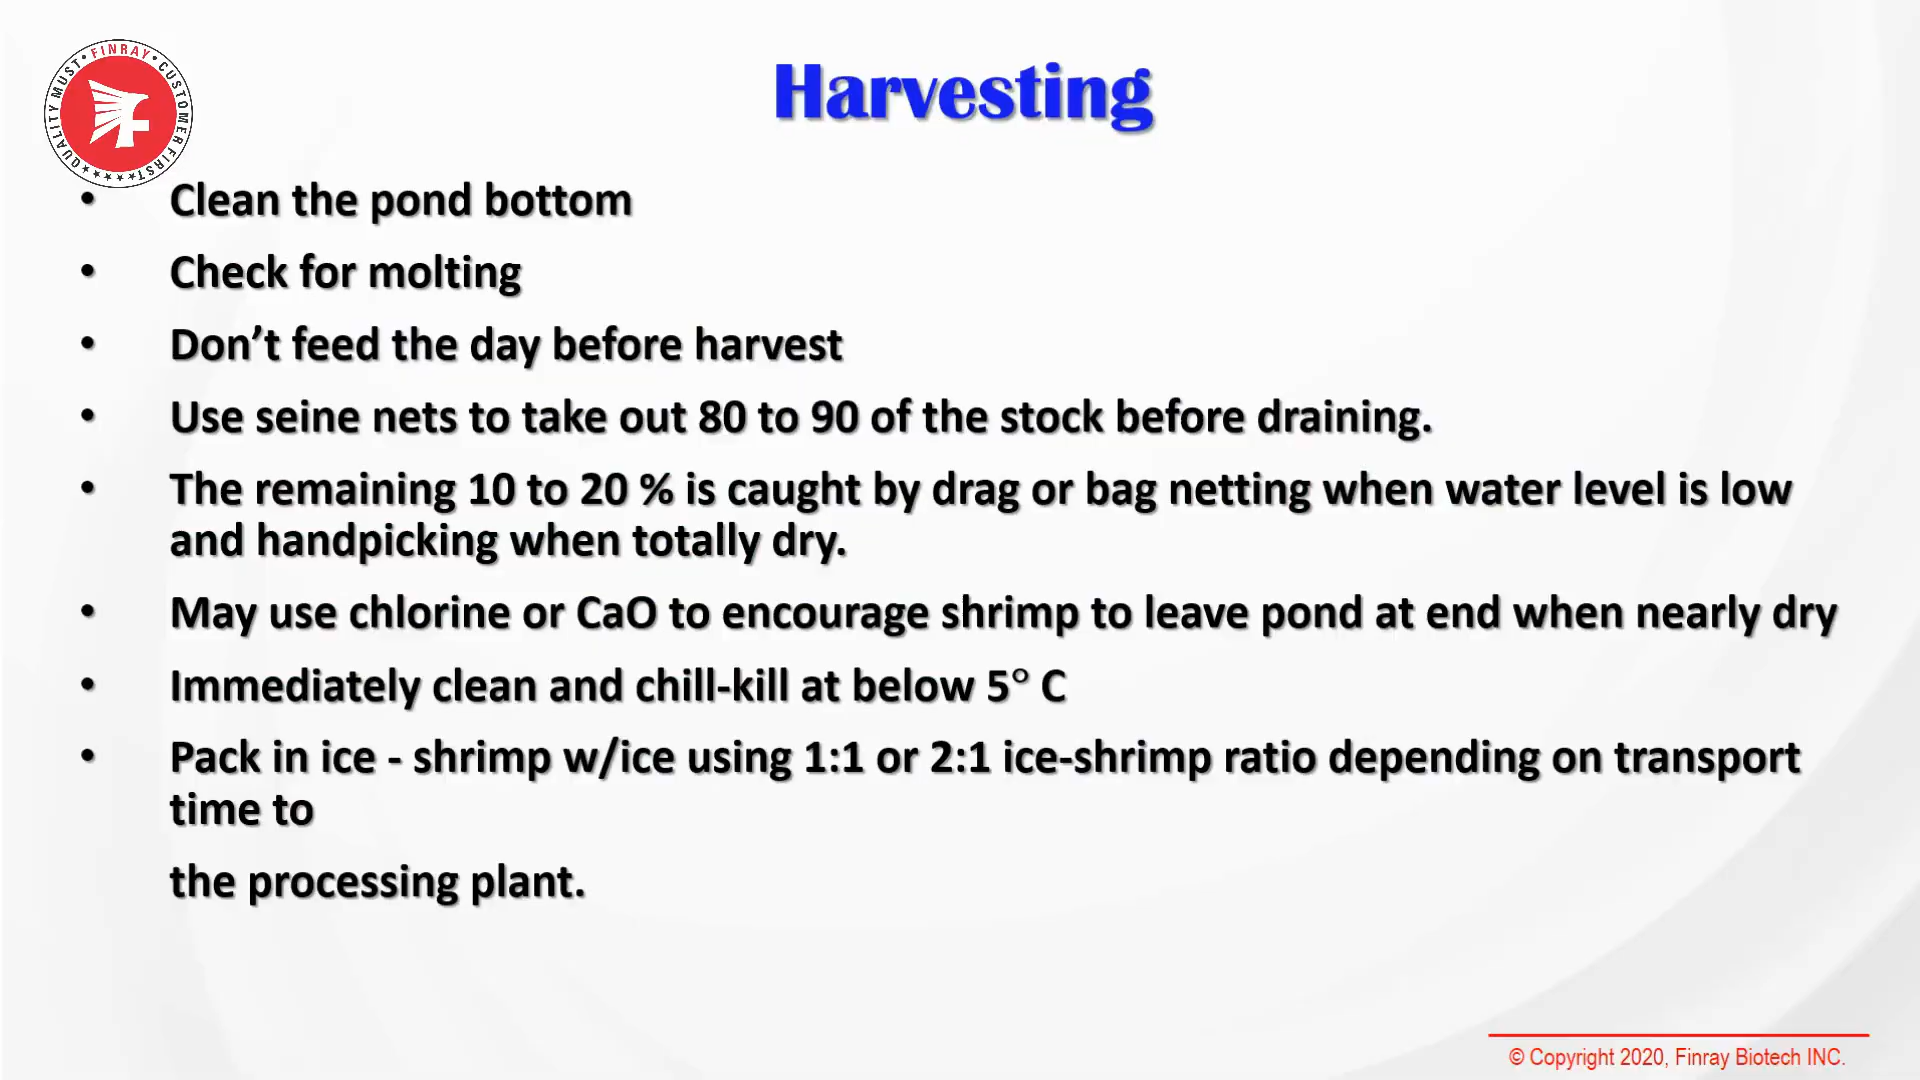 FINRAY • CUSTOMER FIRST ★★★★★ QUALITY MUST •
Harvesting
• Clean the pond bottom
• Check for molting
• Don’t feed the day before harvest
• Use seine nets to take out 80 to 90 of the stock before draining.
• The remaining 10 to 20 % is caught by drag or bag netting when water level is low
and handpicking when totally dry.
• May use chlorine or CaO to encourage shrimp to leave pond at end when nearly dry
• Immediately clean and chill-kill at below 5° C
• Pack in ice - shrimp w/ice using 1:1 or 2:1 ice-shrimp ratio depending on transport
time to
the processing plant.
© Copyright 2020, Finray Biotech INC.